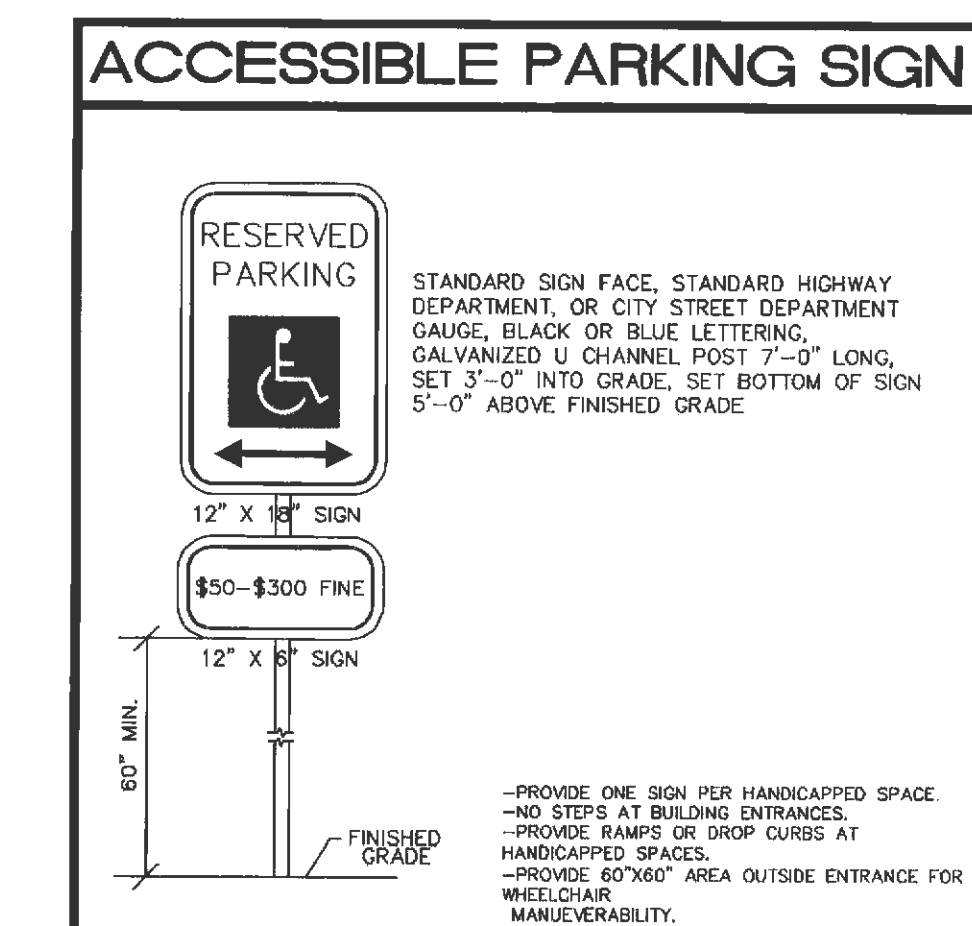 ACCESSIBLE PARKING SIGN
RESERVED
PARKING
STANDARD SIGN FACE, STANDARD HIGHWAY
DEPARTMENT, OR CITY STREET DEPARTMENT
GAUGE, BLACK OR BLUE LETTERING,
GALVANIZED U CHANNEL POST 7'-0" LONG,
SET 3'-0" INTO GRADE, SET BOTTOM OF SIGN
5'-0" ABOVE FINISHED GRADE
12" X 18" SIGN
$50-$300 FINE
12" X 6" SIGN
60" MIN.
FINISHED
GRADE
-PROVIDE ONE SIGN PER HANDICAPPED SPACE.
-NO STEPS AT BUILDING ENTRANCES.
-PROVIDE RAMPS OR DROP CURBS AT
HANDICAPPED SPACES.
-PROVIDE 60"X60" AREA OUTSIDE ENTRANCE FOR
WHEELCHAIR
MANUEVERABILITY.